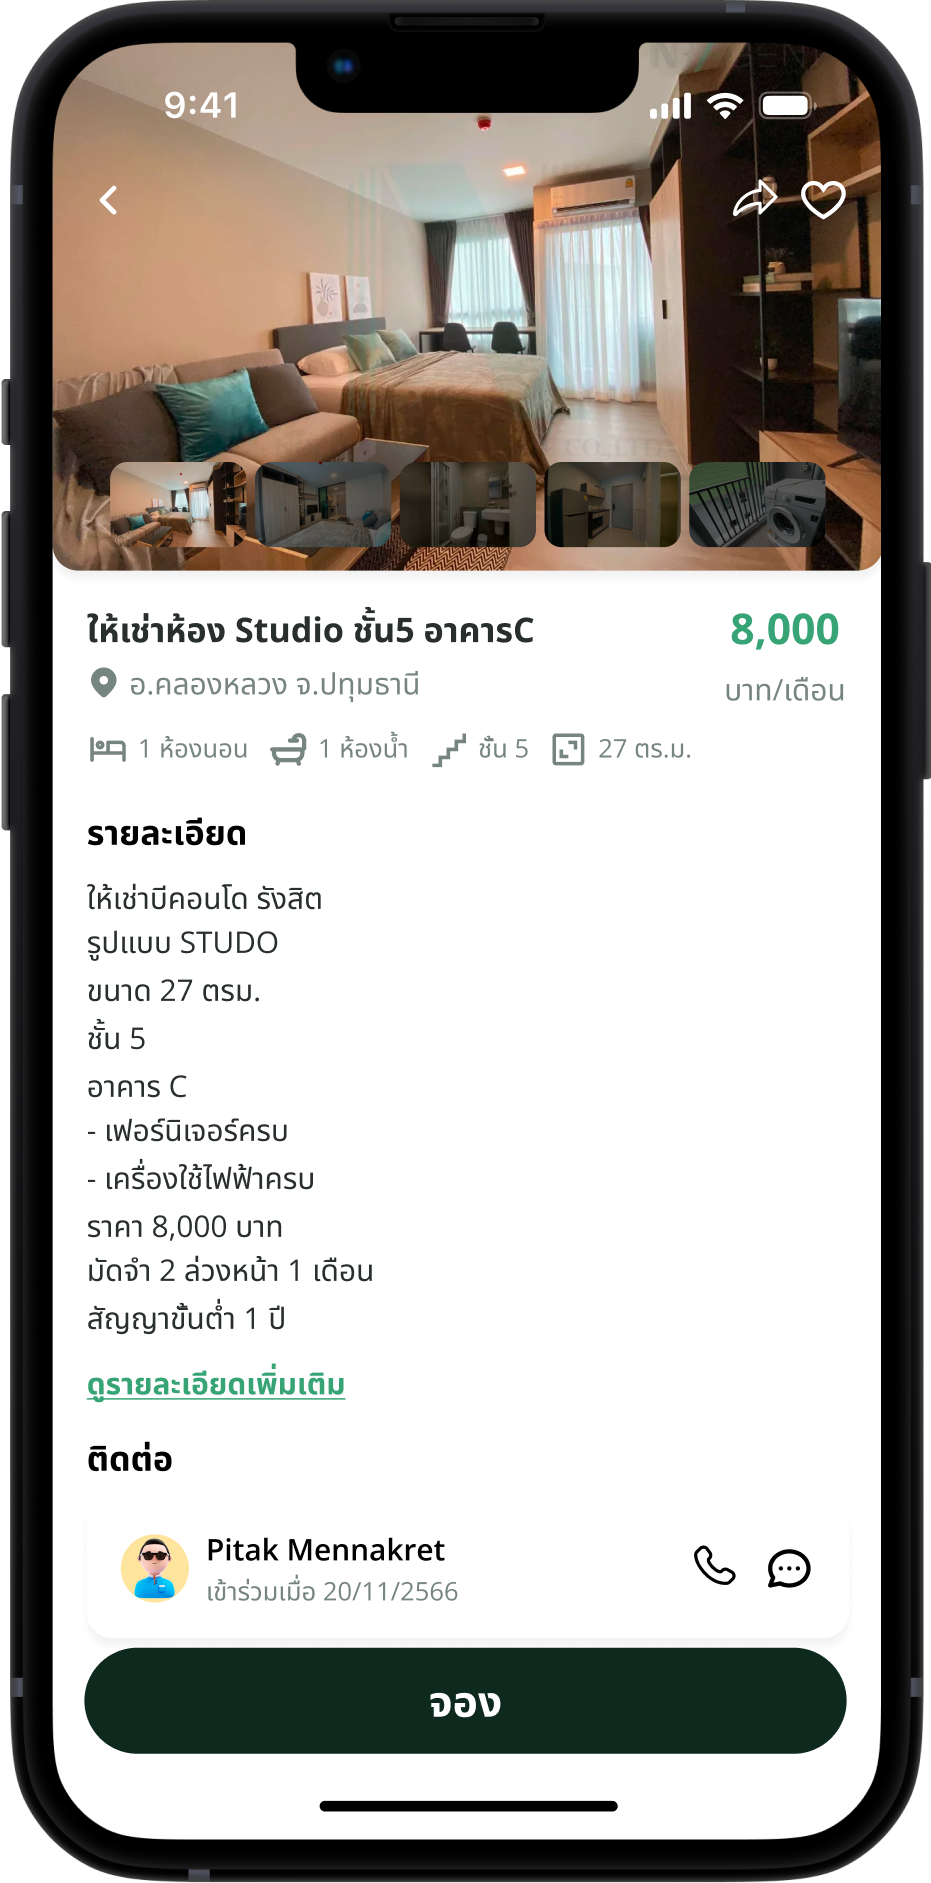 9:41
ให้เช่าห้อง Studio ชั้น5 อาคารC
8,000
อ.คลองหลวง จ.ปทุมธานี
บาท/เดือน
1 ห้องนอน 1 ห้องน้ำ ชั้น 5 27 ตร.ม.
รายละเอียด
ให้เช่าบีคอนโด รังสิต
รูปแบบ STUDO
ขนาด 27 ตรม.
ชั้น 5
อาคาร C
- เฟอร์นิเจอร์ครบ
- เครื่องใช้ไฟฟ้าครบ
ราคา 8,000 บาท
มัดจำ 2 ล่วงหน้า 1 เดือน
สัญญาขั้นต่ำ 1 ปี
ดูรายละเอียดเพิ่มเติม
ติดต่อ
Pitak Mennakret
เข้าร่วมเมื่อ 20/11/2566
จอง